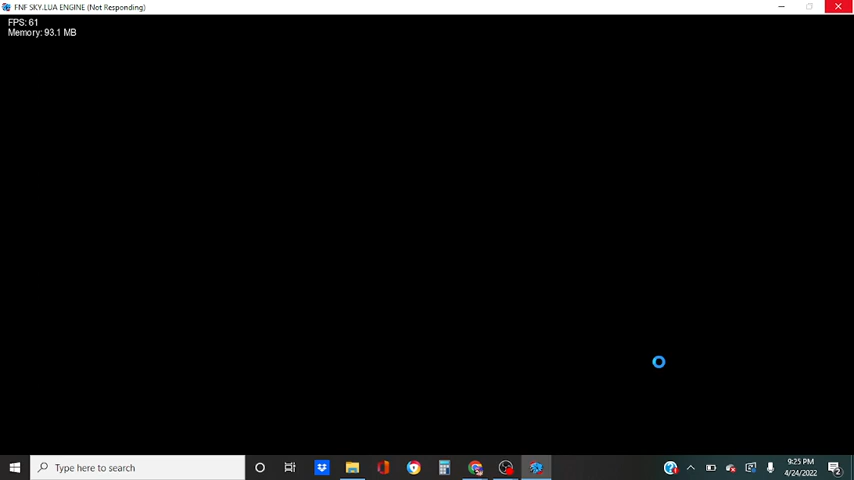 FNF SKY.LUA ENGINE (Not Responding)
FPS: 61
Memory: 93.1 MB
Type here to search
9:25 PM
4/24/2022
2